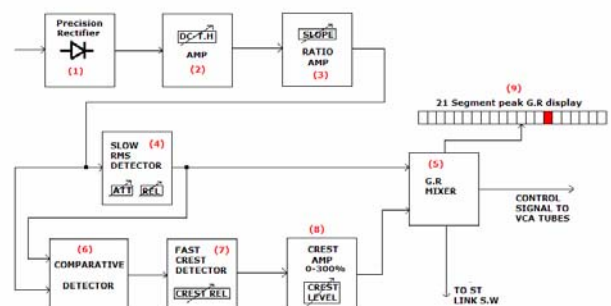 Precision
Rectifier
(1)
DC-T.H
AMP
(2)
SLOPE
RATIO
AMP
(3)
(9)
21 Segment peak G.R display
SLOW
RMS
DETECTOR
(4)
ATT
REL
(5)
G.R
MIXER
CONTROL
SIGNAL TO
VCA TUBES
(6)
COMPARATIVE
DETECTOR
FAST
CREST
DETECTOR
(7)
CREST REL
(8)
CREST
AMP
0-300%
CREST
LEVEL
TO ST
LINK S.W